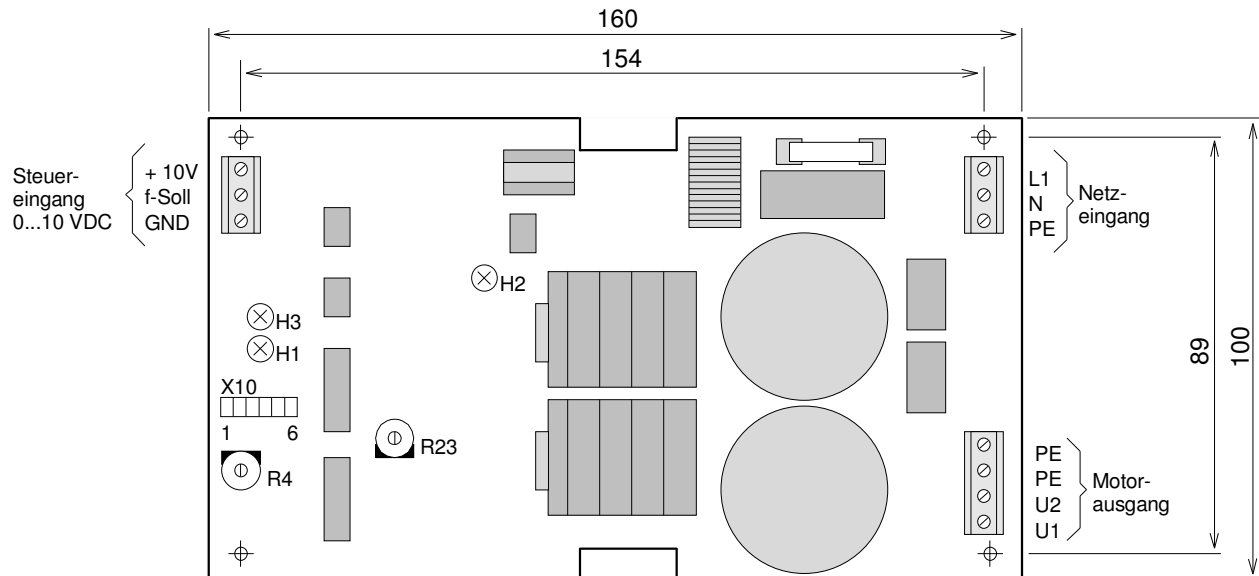 160
154
Steuer-
eingang
0...10 VDC
+ 10V
f-Soll
GND
L1
N
PE
Netz-
eingang
H2
H3
H1
X10
1 6
R4
R23
PE
PE
U2
U1
Motor-
ausgang
89
100